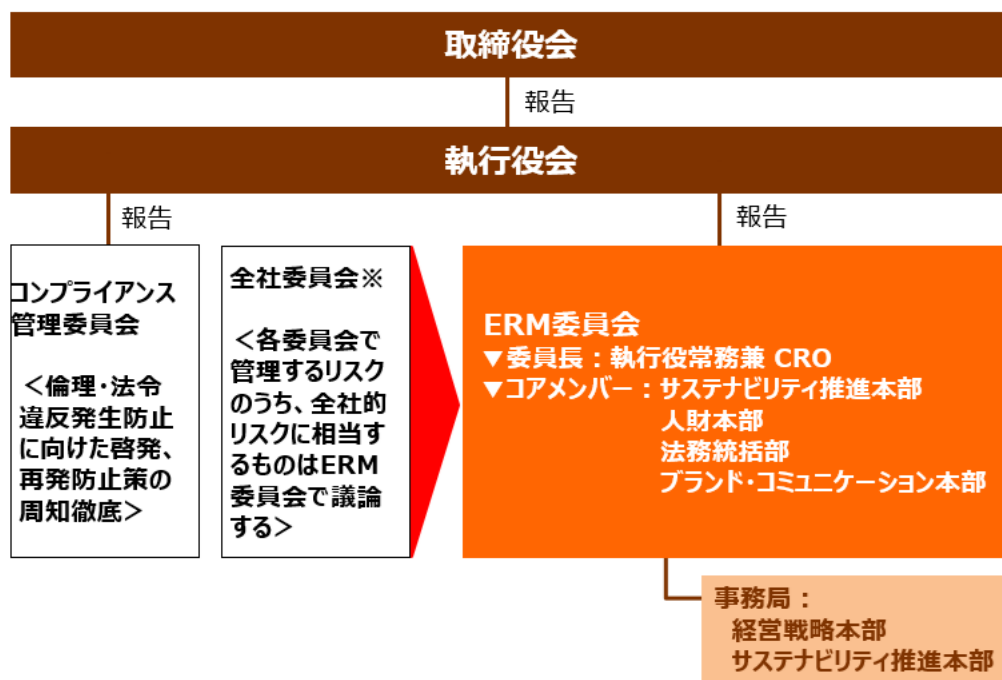 取締役会
報告
執行役会
報告
報告
コンプライアンス
管理委員会
＜倫理・法令
違反発生防止
に向けた啓発、
再発防止策の
周知徹底＞
全社委員会※
＜各委員会で
管理するリスク
のうち、全社的
リスクに相当す
るものはERM
委員会で議論
する＞
ERM委員会
▼委員長：執行役常務兼 CRO
▼コアメンバー：サステナビリティ推進本部
人財本部
法務統括部
ブランド・コミュニケーション本部
事務局：
経営戦略本部
サステナビリティ推進本部